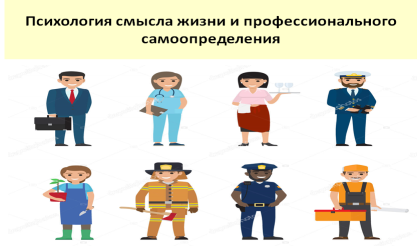 Психология смысла жизни и профессионального
самоопределения